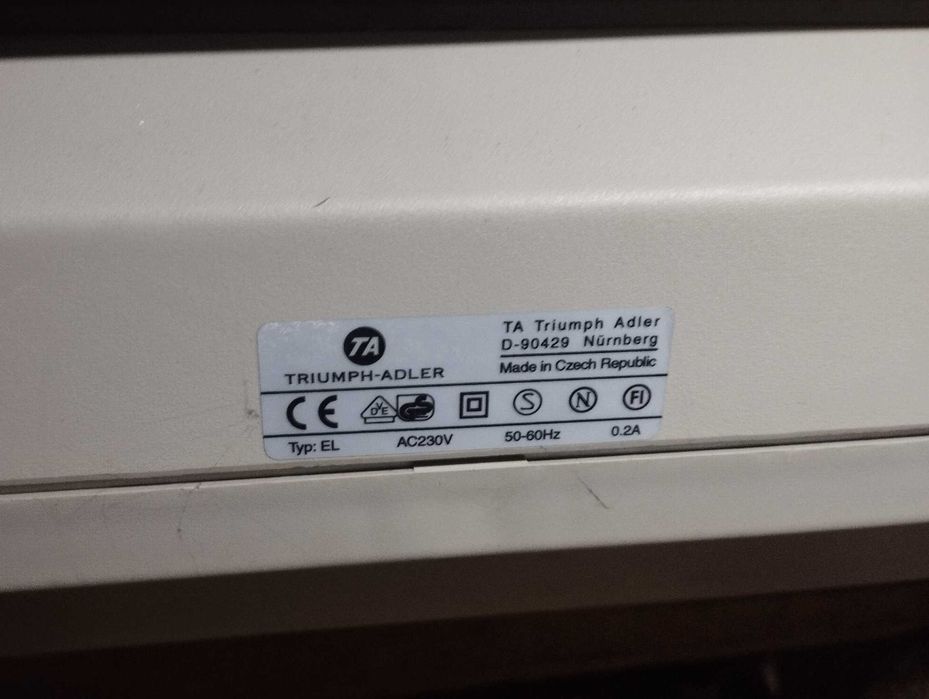 TA
TRIUMPH-ADLER
TA Triumph Adler
D-90429 Nürnberg
Made in Czech Republic
CE DVE S N FI
Typ: EL AC230V 50-60Hz 0.2A